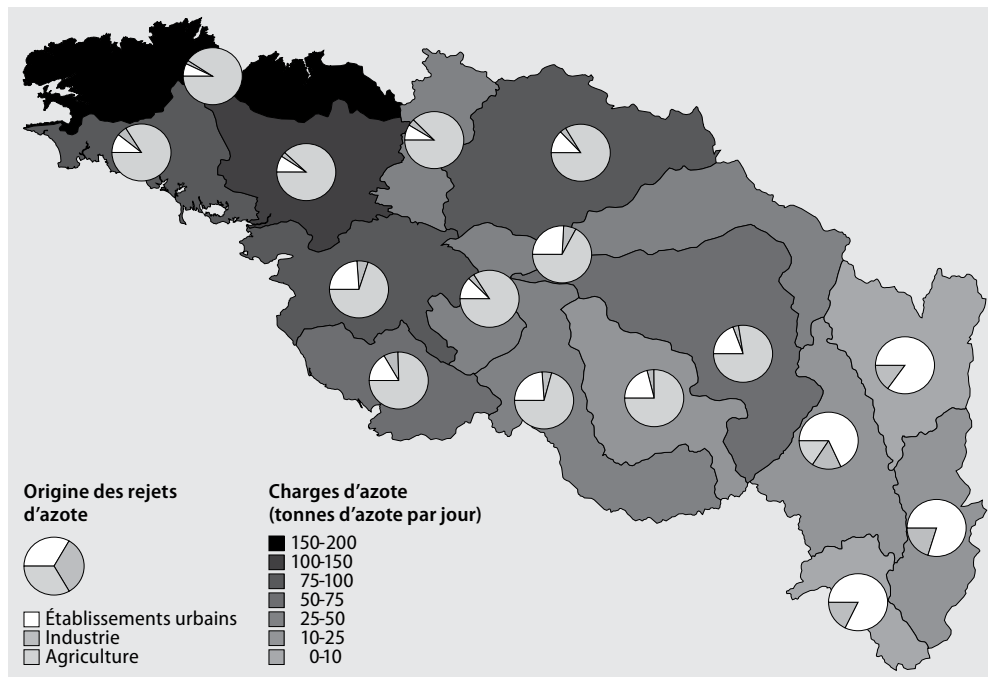 Origine des rejets
d'azote
Établissements urbains
Industrie
Agriculture
Charges d'azote
(tonnes d'azote par jour)
150-200
100-150
75-100
50-75
25-50
10-25
0-10